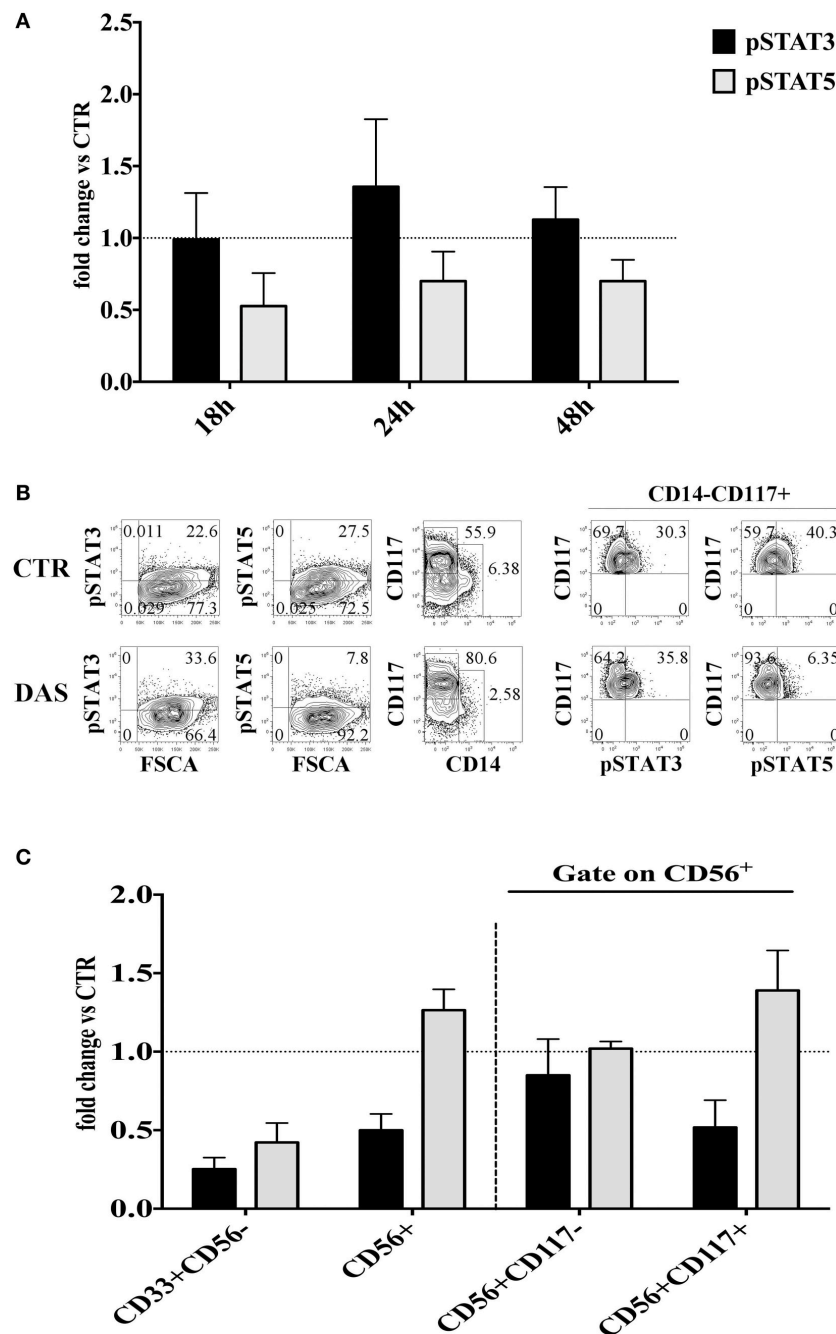 A
2.5
pSTAT3
pSTAT5
2.0
1.5
1.0
0.5
0.0
fold change vs CTR
18h
24h
48h
B
CD14-CD117+
CTR
pSTAT3
0.011 22.6
0.029 77.3
pSTAT5
0 27.5
0.025 72.5
CD117
55.9
6.38
CD117
69.7 30.3
0 0
CD117
59.7 40.3
0 0
DAS
pSTAT3
0 33.6
0 66.4
pSTAT5
0 7.8
0 92.2
CD117
80.6
2.58
CD117
64.2 35.8
0 0
CD117
93.6 6.35
0 0
FSCA
FSCA
CD14
pSTAT3
pSTAT5
C
Gate on CD56+
2.0
1.5
1.0
0.5
0.0
fold change vs CTR
CD33+CD56-
CD56+
CD56+CD117-
CD56+CD117+